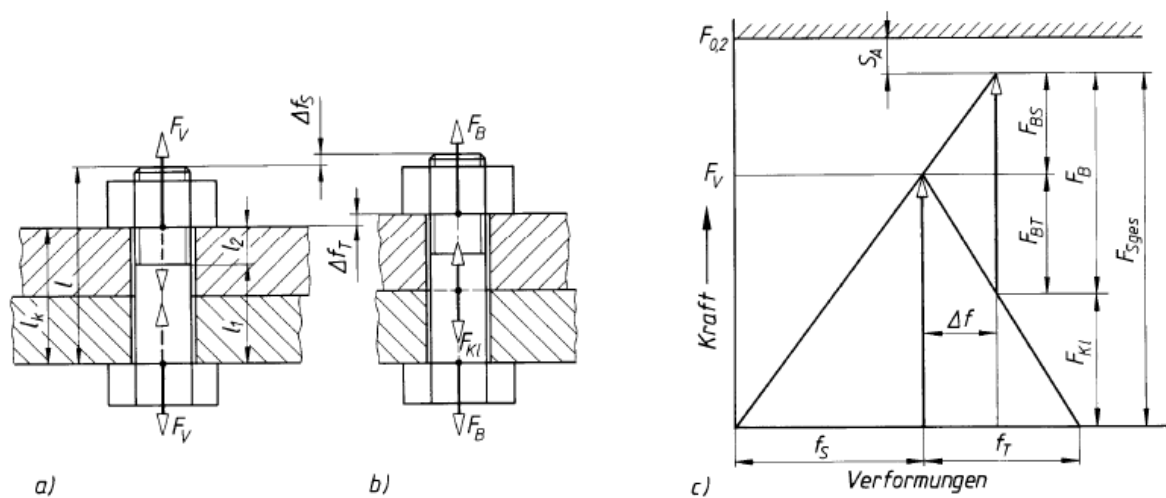 F_V
Δf_S
F_B
l
l_K
l_2
l_1
Δf_T
F_Kl
F_V
F_B
a)
b)
F_0,2
S_A
F_V
F_BS
F_B
F_BT
F_Sges
Δf
F_Kl
Kraft
f_S
f_T
Verformungen
c)